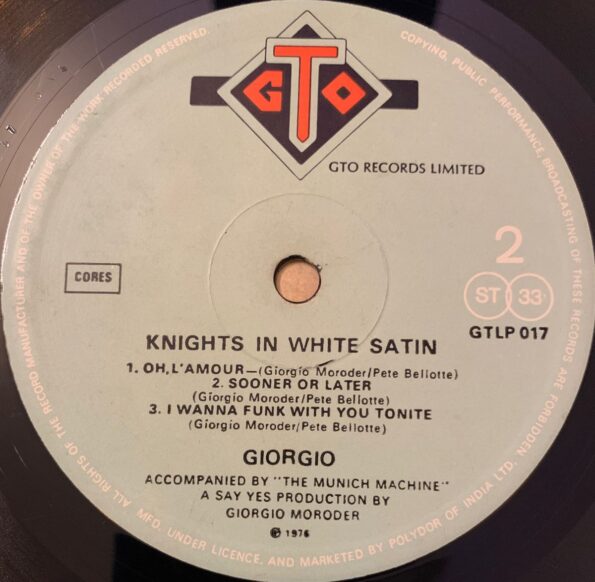 GTO
GTO RECORDS LIMITED
2
CORES
ST 33
GTLP 017
KNIGHTS IN WHITE SATIN
1. OH, L'AMOUR—(Giorgio Moroder/Pete Bellotte)
2. SOONER OR LATER
(Giorgio Moroder/Pete Bellotte)
3. I WANNA FUNK WITH YOU TONITE
(Giorgio Moroder/Pete Bellotte)
GIORGIO
ACCOMPANIED BY "THE MUNICH MACHINE"
A SAY YES PRODUCTION BY
GIORGIO MORODER
℗ 1976
ALL RIGHTS OF THE RECORD MANUFACTURER AND OF THE OWNER OF THE WORK RECORDED RESERVED.
COPYING, PUBLIC PERFORMANCE, BROADCASTING OF THESE RECORDS ARE FORBIDDEN
MFD. UNDER LICENCE, AND MARKETED BY POLYDOR OF INDIA LTD.